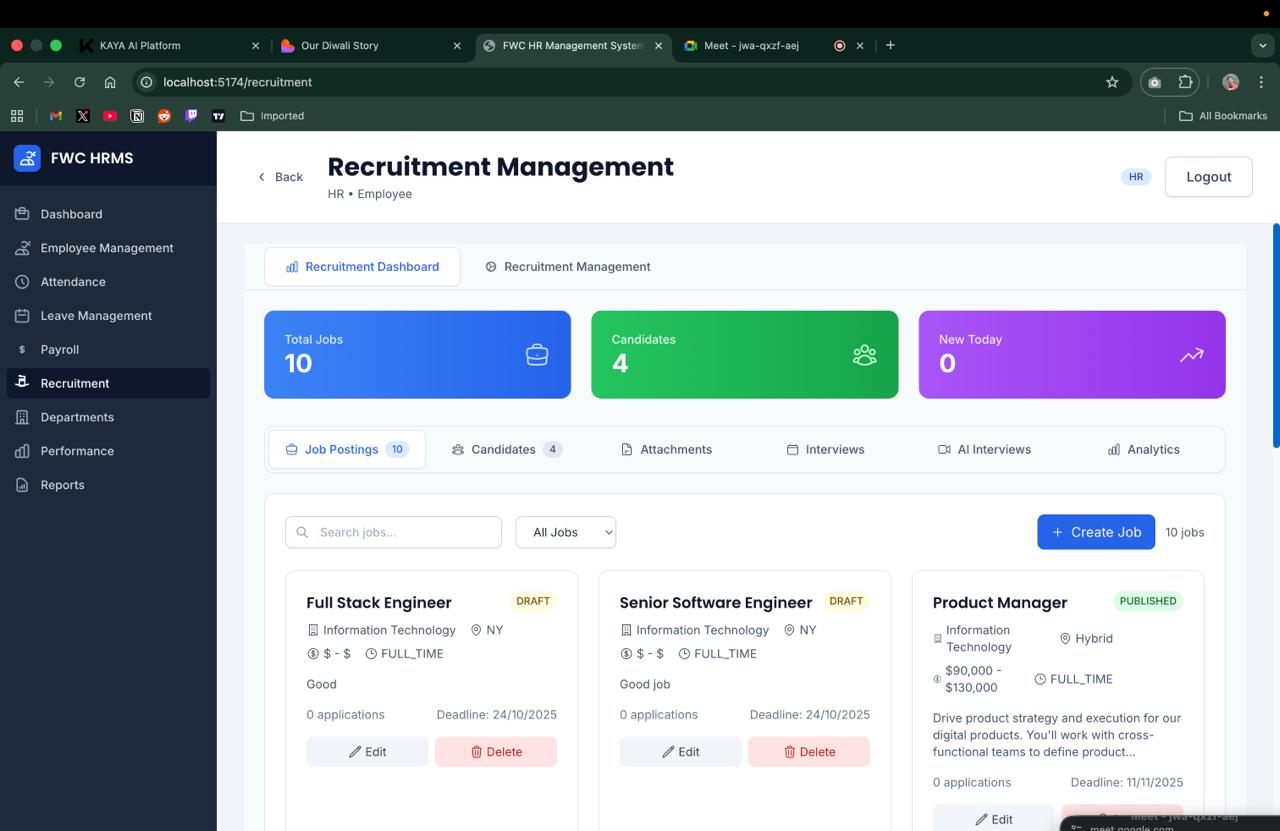 KAYA AI Platform
Our Diwali Story
FWC HR Management System
Meet - jwa-qxzf-aej
localhost:5174/recruitment
Imported
All Bookmarks
FWC HRMS
Dashboard
Employee Management
Attendance
Leave Management
$ Payroll
Recruitment
Departments
Performance
Reports
Back
Recruitment Management
HR • Employee
HR
Logout
Recruitment Dashboard
Recruitment Management
Total Jobs
10
Candidates
4
New Today
0
Job Postings 10
Candidates 4
Attachments
Interviews
AI Interviews
Analytics
Search jobs...
All Jobs
+ Create Job
10 jobs
Full Stack Engineer
DRAFT
Information Technology
NY
$ - $
FULL_TIME
Good
0 applications
Deadline: 24/10/2025
Edit
Delete
Senior Software Engineer
DRAFT
Information Technology
NY
$ - $
FULL_TIME
Good job
0 applications
Deadline: 24/10/2025
Edit
Delete
Product Manager
PUBLISHED
Information
Technology
Hybrid
$90,000 -
$130,000
FULL_TIME
Drive product strategy and execution for our
digital products. You'll work with cross-
functional teams to define product...
0 applications
Deadline: 11/11/2025
Edit
Meet - jwa-qxzf-aej
meet.google.com